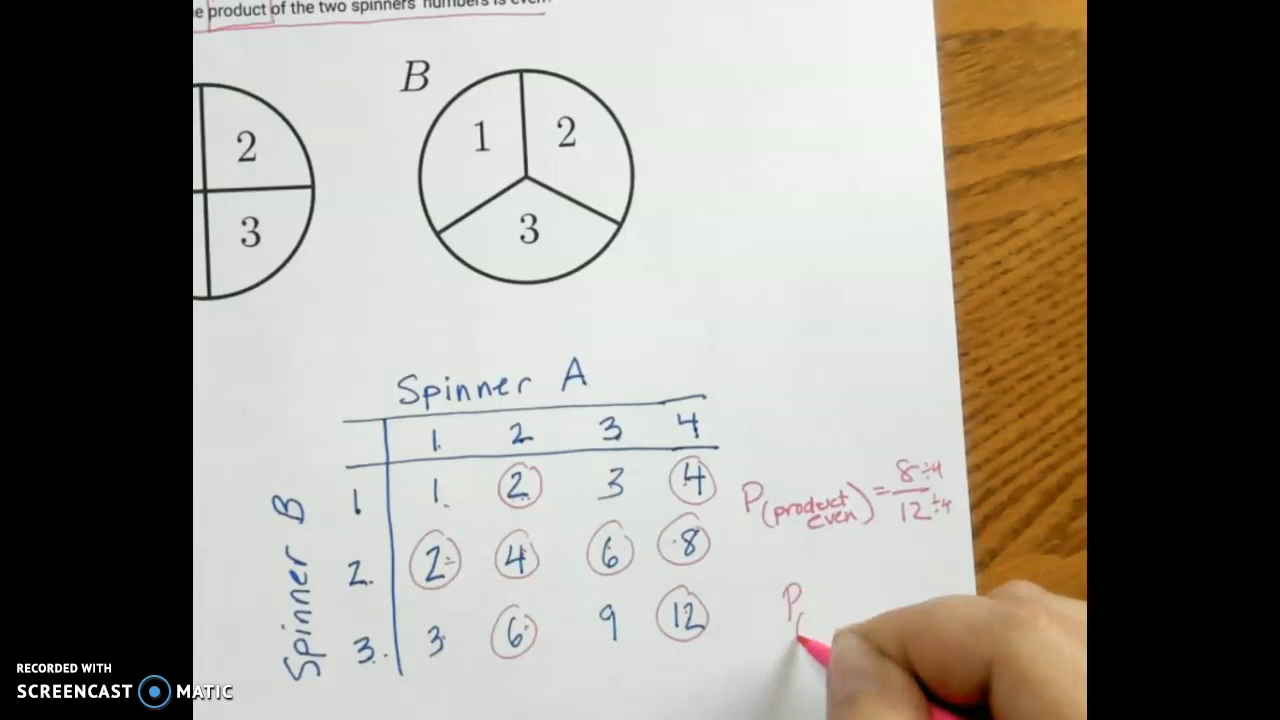 e product of the two spinners' numbers is even.
B
2
1 2
3
3
Spinner A
1. 2 3 4
1 1. 2 3 4
2. 2 4 6 8
3. 3 6 9 12
Spinner B
P(product even) = 8÷4
12÷4
P(
RECORDED WITH
SCREENCAST O MATIC